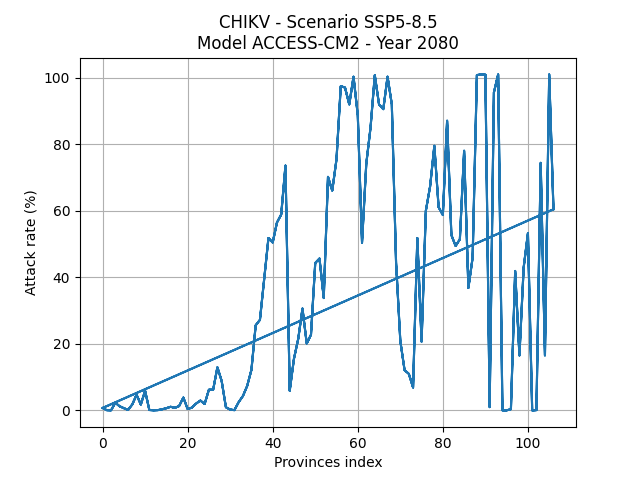 CHIKV - Scenario SSP5-8.5
Model ACCESS-CM2 - Year 2080
Attack rate (%)
100
80
60
40
20
0
0 20 40 60 80 100
Provinces index